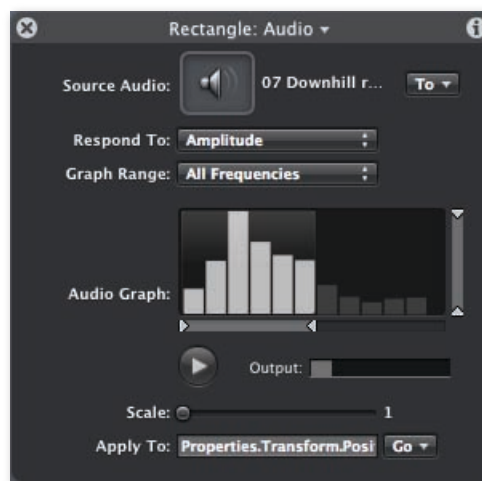 Rectangle: Audio
Source Audio: 07 Downhill r... To
Respond To: Amplitude
Graph Range: All Frequencies
Audio Graph:
Output:
Scale: 1
Apply To: Properties.Transform.Posi Go